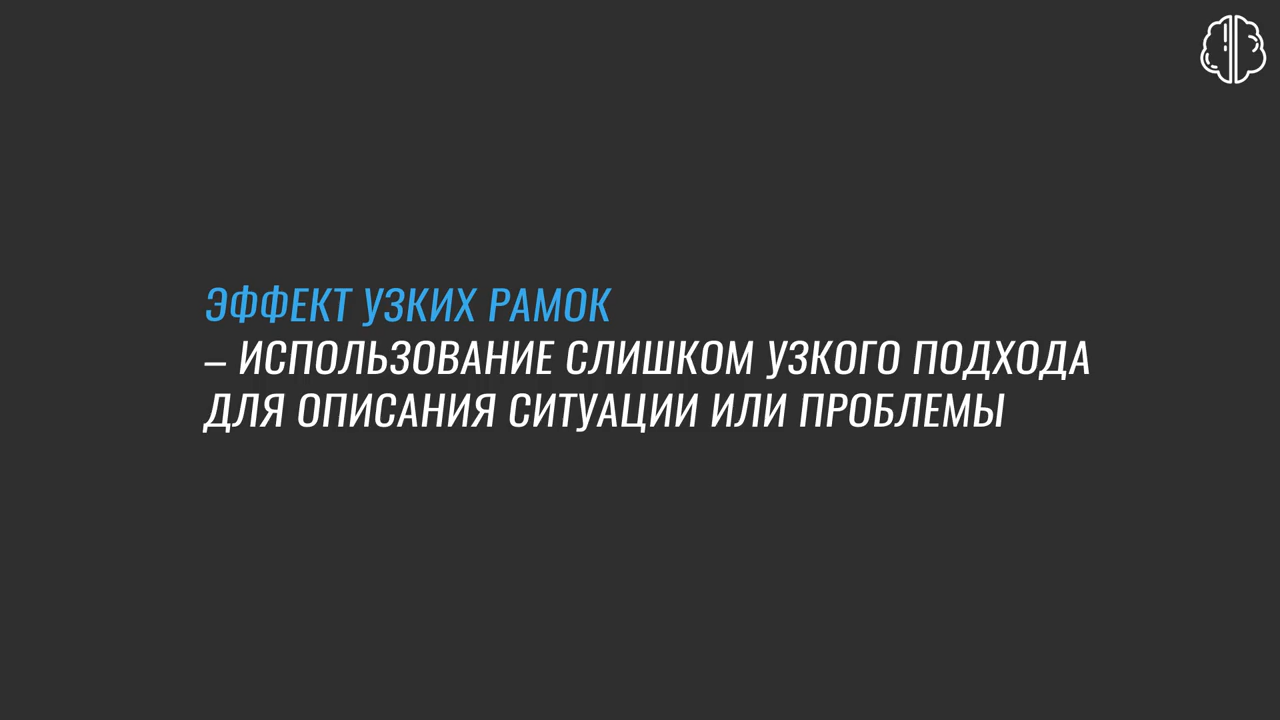 ЭФФЕКТ УЗКИХ РАМОК
– ИСПОЛЬЗОВАНИЕ СЛИШКОМ УЗКОГО ПОДХОДА
ДЛЯ ОПИСАНИЯ СИТУАЦИИ ИЛИ ПРОБЛЕМЫ